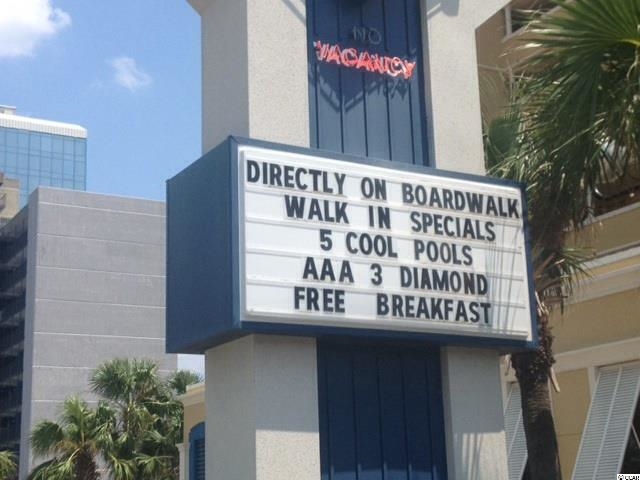 NO
VACANCY
DIRECTLY ON BOARDWALK
WALK IN SPECIALS
5 COOL POOLS
AAA 3 DIAMOND
FREE BREAKFAST